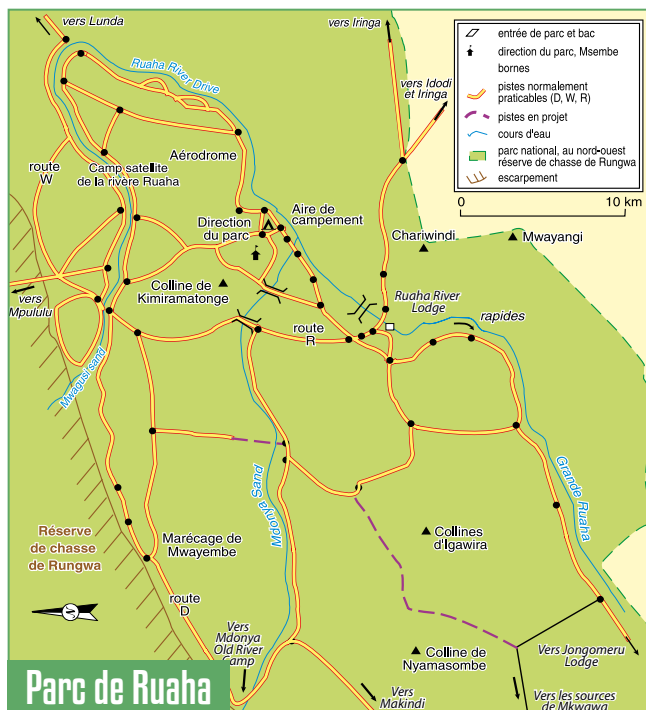 vers Lunda
vers Iringa
vers Idodi
et Iringa
entrée de parc et bac
direction du parc, Msembe
bornes
pistes normalement
praticables (D, W, R)
pistes en projet
cours d'eau
parc national, au nord-ouest
réserve de chasse de Rungwa
escarpement
0 10 km
Ruaha River Drive
route
W
Camp satellite
de la rivière Ruaha
Aérodrome
Aire de
campement
Direction
du parc
Chariwindi
Mwayangi
Colline de
Kimiramatonge
vers
Mpululu
Ruaha River
Lodge
rapides
route
R
Mwagusi sand
Mdonya Sand
Grande Ruaha
Réserve
de chasse
de Rungwa
Marécage de
Mwayembe
Collines
d'Igawira
N
route
D
Vers
Mdonya
Old River
Camp
Colline de
Nyamasombe
Vers Jongomeru
Lodge
Vers
Makindi
Vers les sources
de Mkwawa
Parc de Ruaha